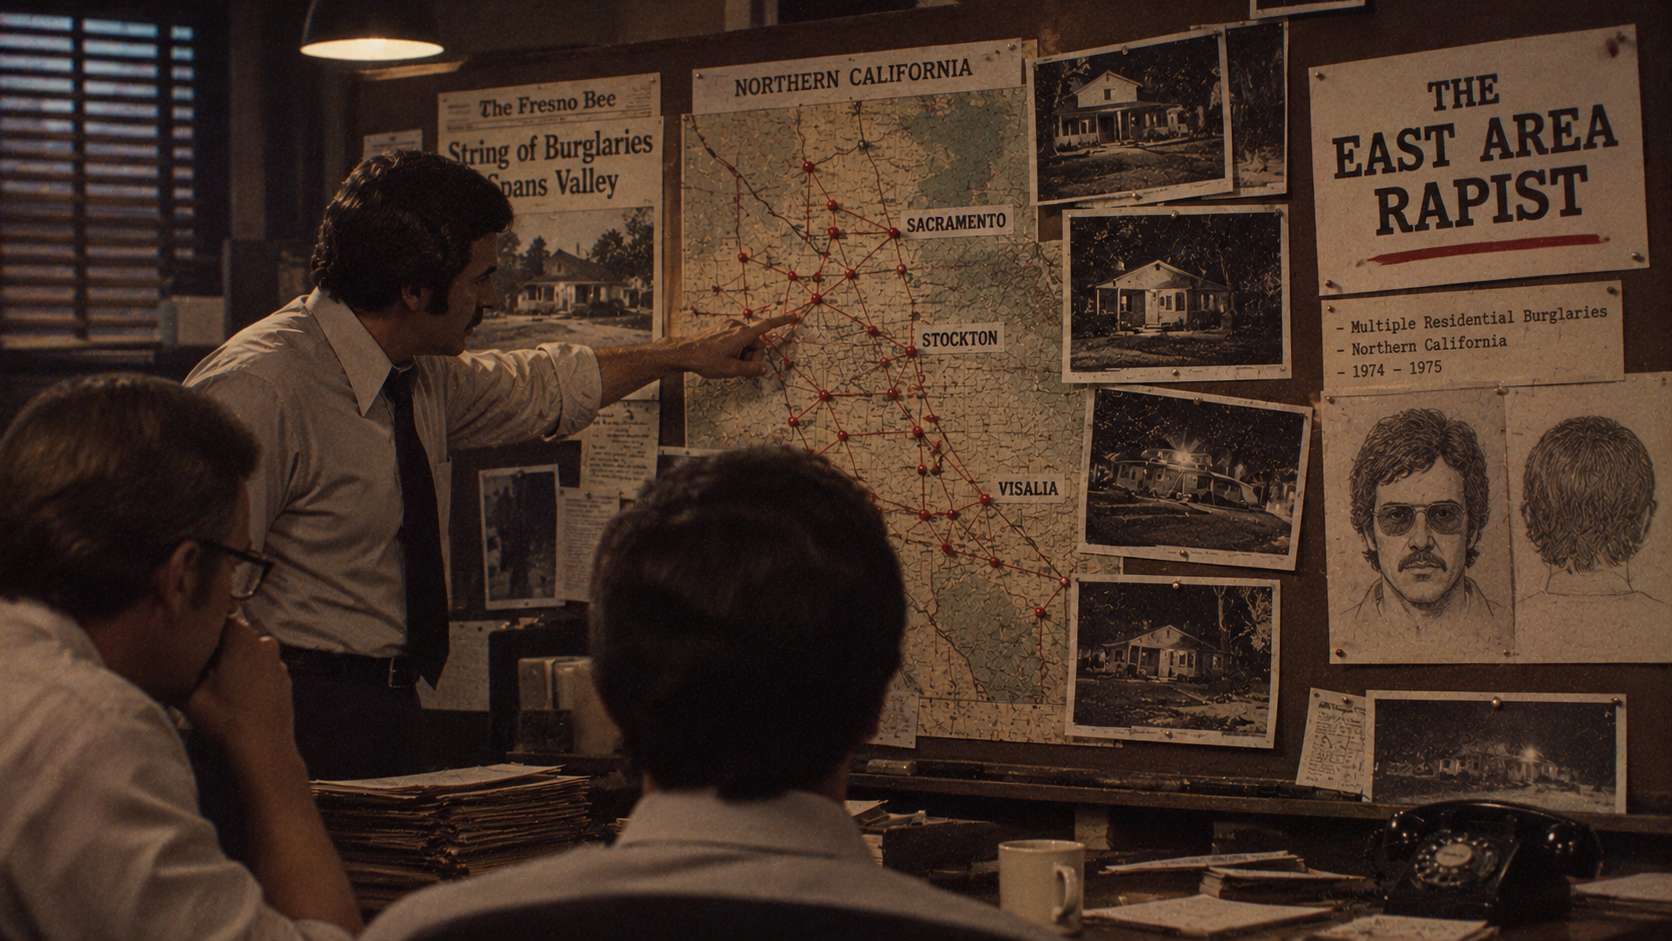 The Fresno Bee
String of Burglaries
Spans Valley
NORTHERN CALIFORNIA
SACRAMENTO
STOCKTON
VISALIA
THE
EAST AREA
RAPIST
- Multiple Residential Burglaries
- Northern California
- 1974 - 1975